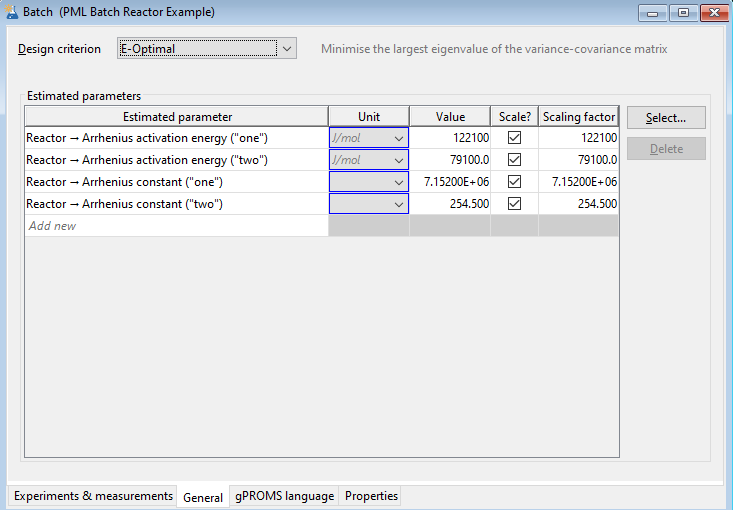 Batch (PML Batch Reactor Example)
Design criterion E-Optimal Minimise the largest eigenvalue of the variance-covariance matrix
Estimated parameters
Estimated parameter Unit Value Scale? Scaling factor
Reactor → Arrhenius activation energy ("one") J/mol 122100 122100
Reactor → Arrhenius activation energy ("two") J/mol 79100.0 79100.0
Reactor → Arrhenius constant ("one") 7.15200E+06 7.15200E+06
Reactor → Arrhenius constant ("two") 254.500 254.500
Add new
Select...
Delete
Experiments & measurements General gPROMS language Properties